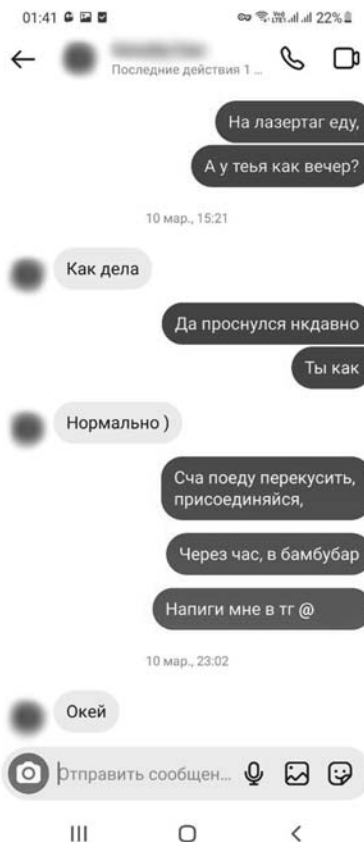 01:41 22%
Последние действия 1 ...
На лазертаг еду,
А у теья как вечер?
10 мар., 15:21
Как дела
Да проснулся нкдавно
Ты как
Нормально )
Сча поеду перекусить,
присоединяйся,
Через час, в бамбубар
Напиги мне в тг @
10 мар., 23:02
Окей
Отправить сообщен...